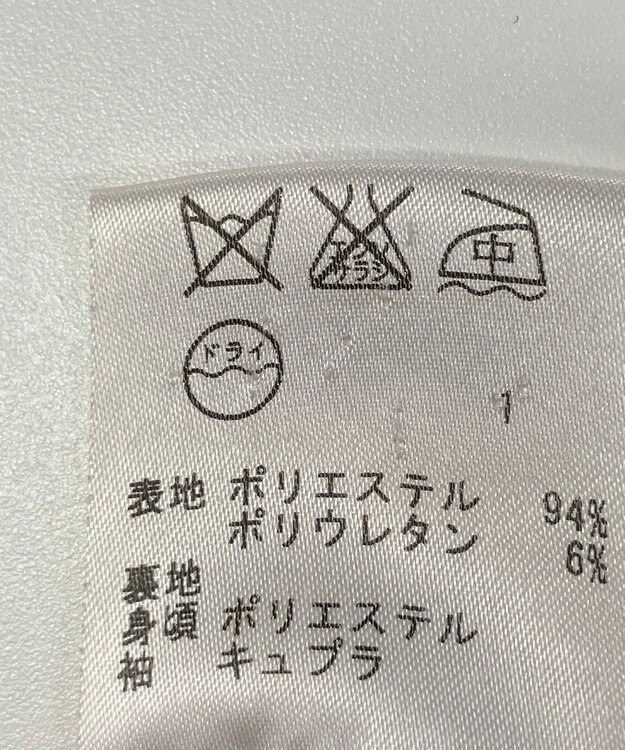 エンソ
サラシ
中
ドライ
1
表地 ポリエステル 94%
ポリウレタン 6%
裏地
身頃 ポリエステル
袖 キュプラ